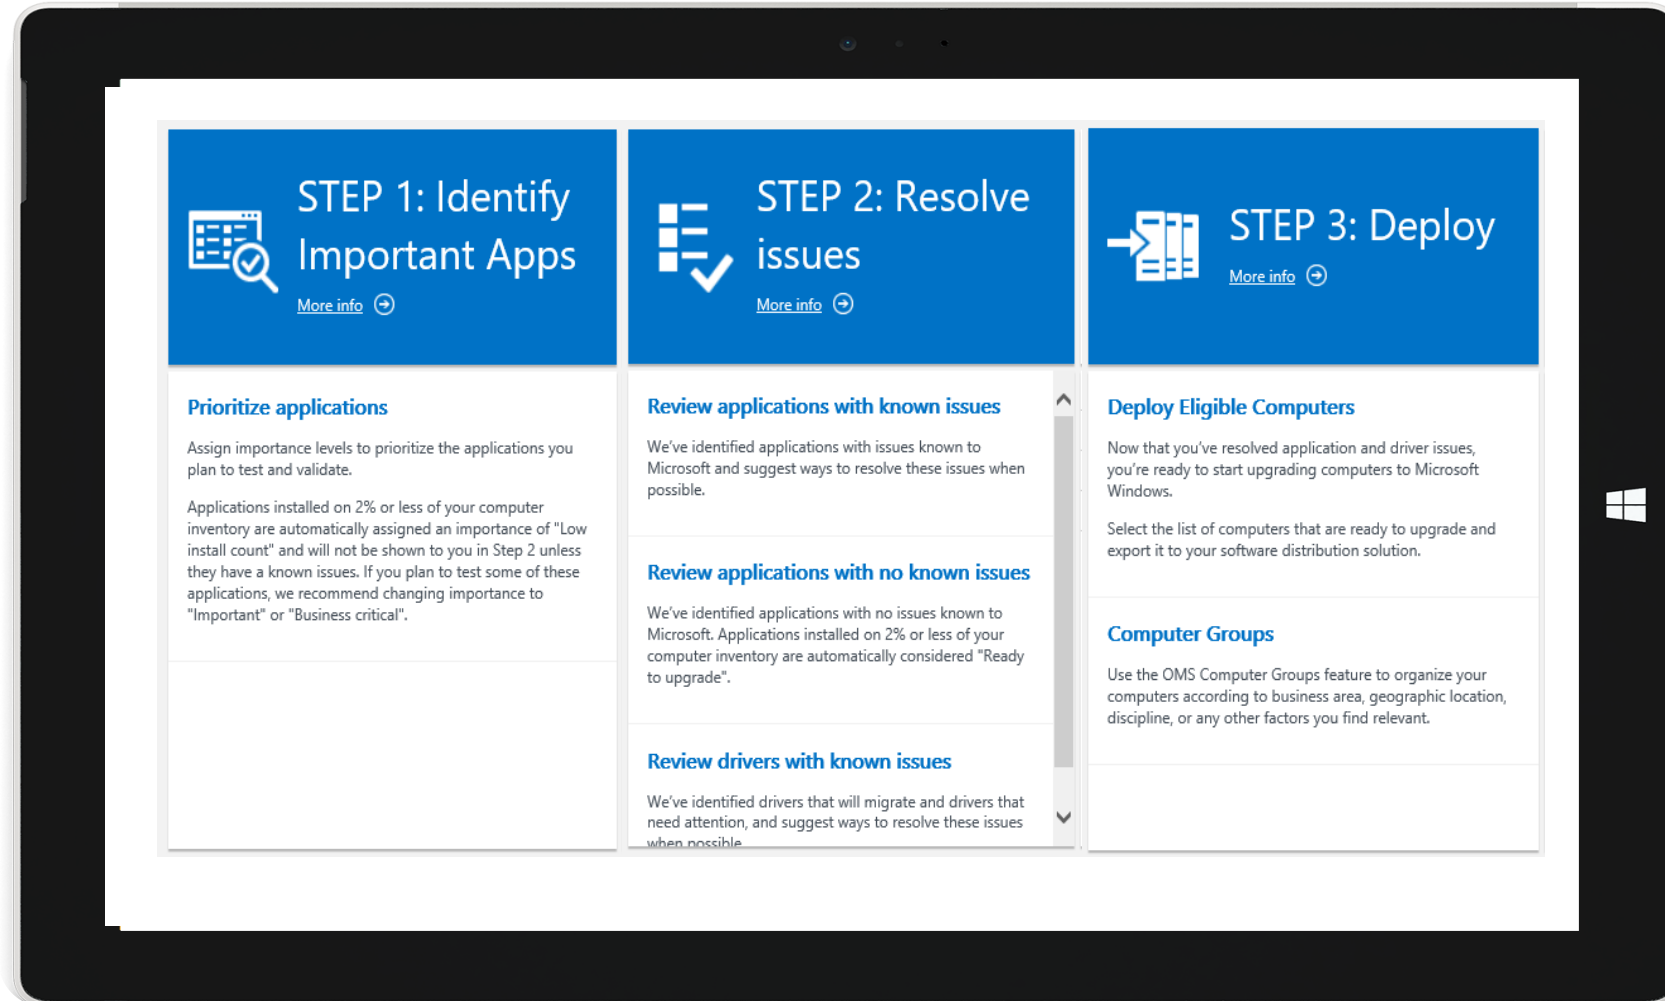 STEP 1: Identify
Important Apps
More info
Prioritize applications
Assign importance levels to prioritize the applications you
plan to test and validate.
Applications installed on 2% or less of your computer
inventory are automatically assigned an importance of "Low
install count" and will not be shown to you in Step 2 unless
they have a known issues. If you plan to test some of these
applications, we recommend changing importance to
"Important" or "Business critical".
STEP 2: Resolve
issues
More info
Review applications with known issues
We've identified applications with issues known to
Microsoft and suggest ways to resolve these issues when
possible.
Review applications with no known issues
We've identified applications with no issues known to
Microsoft. Applications installed on 2% or less of your
computer inventory are automatically considered "Ready
to upgrade".
Review drivers with known issues
We've identified drivers that will migrate and drivers that
need attention, and suggest ways to resolve these issues
when possible
STEP 3: Deploy
More info
Deploy Eligible Computers
Now that you've resolved application and driver issues,
you're ready to start upgrading computers to Microsoft
Windows.
Select the list of computers that are ready to upgrade and
export it to your software distribution solution.
Computer Groups
Use the OMS Computer Groups feature to organize your
computers according to business area, geographic location,
discipline, or any other factors you find relevant.